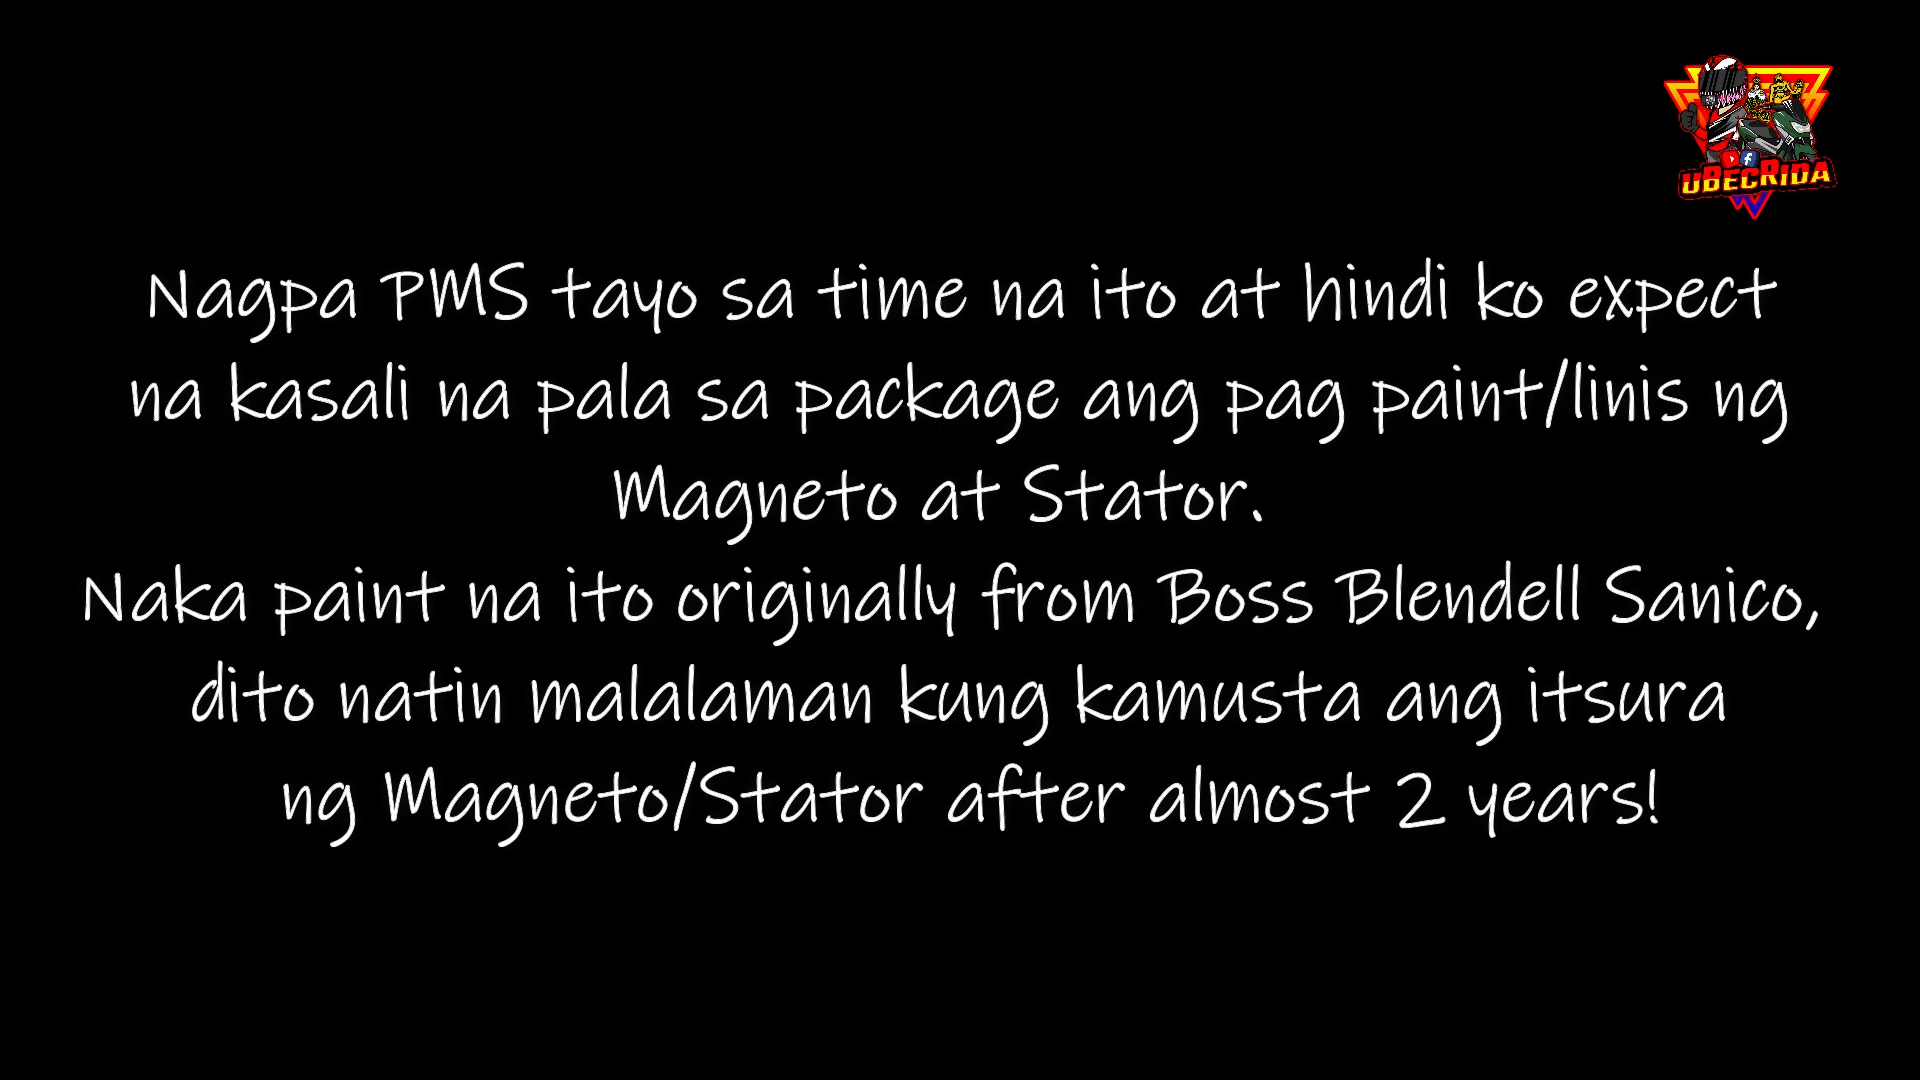 UBECRIDA
Nagpa PMS tayo sa time na ito at hindi ko expect
na kasali na pala sa package ang pag paint/linis ng
Magneto at Stator.
Naka paint na ito originally from Boss Blendell Sanico,
dito natin malalaman kung kamusta ang itsura
ng Magneto/Stator after almost 2 years!